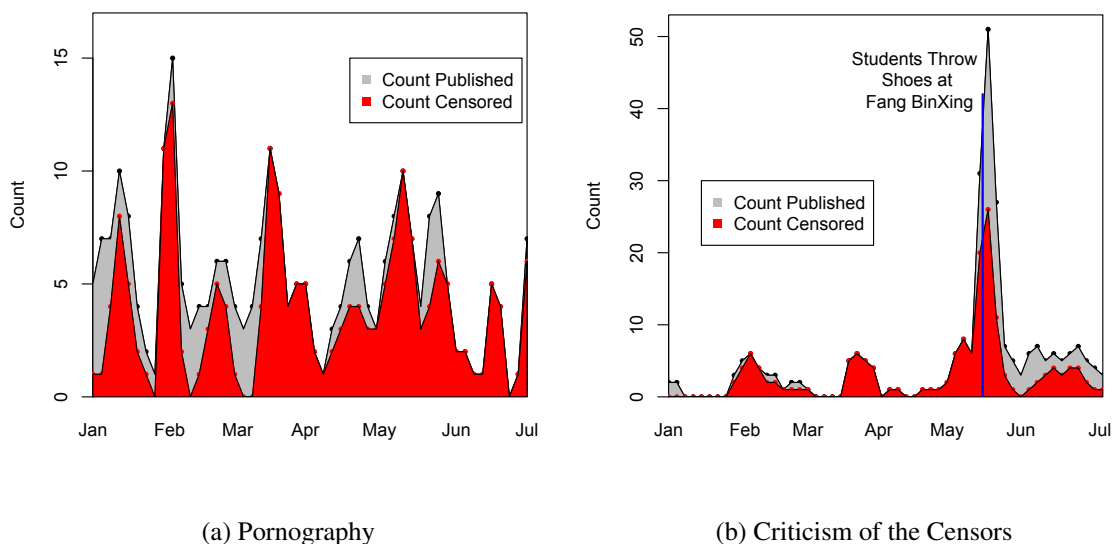 Count
15
10
5
0
Count Published
Count Censored
Jan
Feb
Mar
Apr
May
Jun
Jul
(a) Pornography
Count
50
40
30
20
10
0
Students Throw
Shoes at
Fang BinXing
Count Published
Count Censored
Jan
Feb
Mar
Apr
May
Jun
Jul
(b) Criticism of the Censors